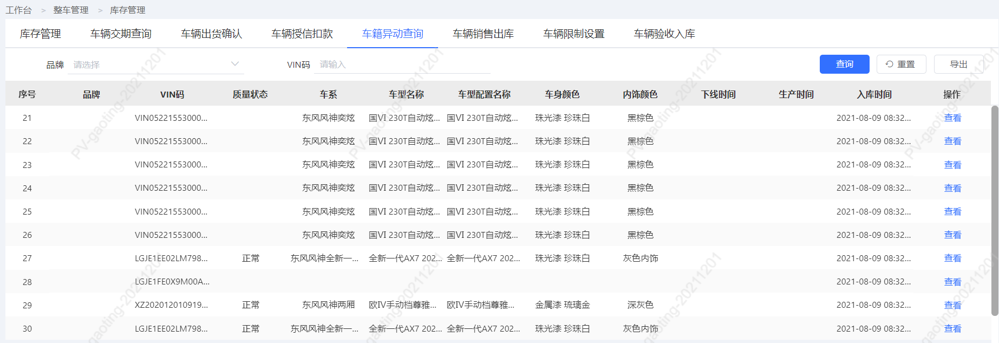 工作台 > 整车管理 > 库存管理
库存管理 车辆交期查询 车辆出货确认 车辆授信扣款 车籍异动查询 车辆销售出库 车辆限制设置 车辆验收入库
品牌 请选择 VIN码 请输入 查询 重置 导出
序号 品牌 VIN码 质量状态 车系 车型名称 车型配置名称 车身颜色 内饰颜色 下线时间 生产时间 入库时间 操作
21 VIN05221553000... 东风风神奕炫 国VI 230T自动炫... 国VI 230T自动炫... 珠光漆 珍珠白 黑棕色 2021-08-09 08:32... 查看
22 VIN05221553000... 东风风神奕炫 国VI 230T自动炫... 国VI 230T自动炫... 珠光漆 珍珠白 黑棕色 2021-08-09 08:32... 查看
23 VIN05221553000... 东风风神奕炫 国VI 230T自动炫... 国VI 230T自动炫... 珠光漆 珍珠白 黑棕色 2021-08-09 08:32... 查看
24 VIN05221553000... 东风风神奕炫 国VI 230T自动炫... 国VI 230T自动炫... 珠光漆 珍珠白 黑棕色 2021-08-09 08:32... 查看
25 VIN05221553000... 东风风神奕炫 国VI 230T自动炫... 国VI 230T自动炫... 珠光漆 珍珠白 黑棕色 2021-08-09 08:32... 查看
26 VIN05221553000... 东风风神奕炫 国VI 230T自动炫... 国VI 230T自动炫... 珠光漆 珍珠白 黑棕色 2021-08-09 08:32... 查看
27 LGJE1EE02LM798... 正常 东风风神全新一... 全新一代AX7 202... 全新一代AX7 202... 珠光漆 珍珠白 灰色内饰 2021-08-09 08:32... 查看
28 LGJE1FE0X9M00A... 2021-08-09 08:32... 查看
29 XZ202012010919... 正常 东风风神两厢 欧IV手动档尊雅... 欧IV手动档尊雅... 金属漆 琉璃金 深灰色 2021-08-09 08:32... 查看
30 LGJE1EE02LM798... 正常 东风风神全新一... 全新一代AX7 202... 全新一代AX7 202... 珠光漆 珍珠白 灰色内饰 2021-08-09 08:32... 查看
PV-gaoting-20211201
PV-gaoting-20211201
PV-gaoting-20211201
PV-gaoting-20211201
gaoting-20211201
gaoting-20211201
gaoting-20211201
gaoting-20211201